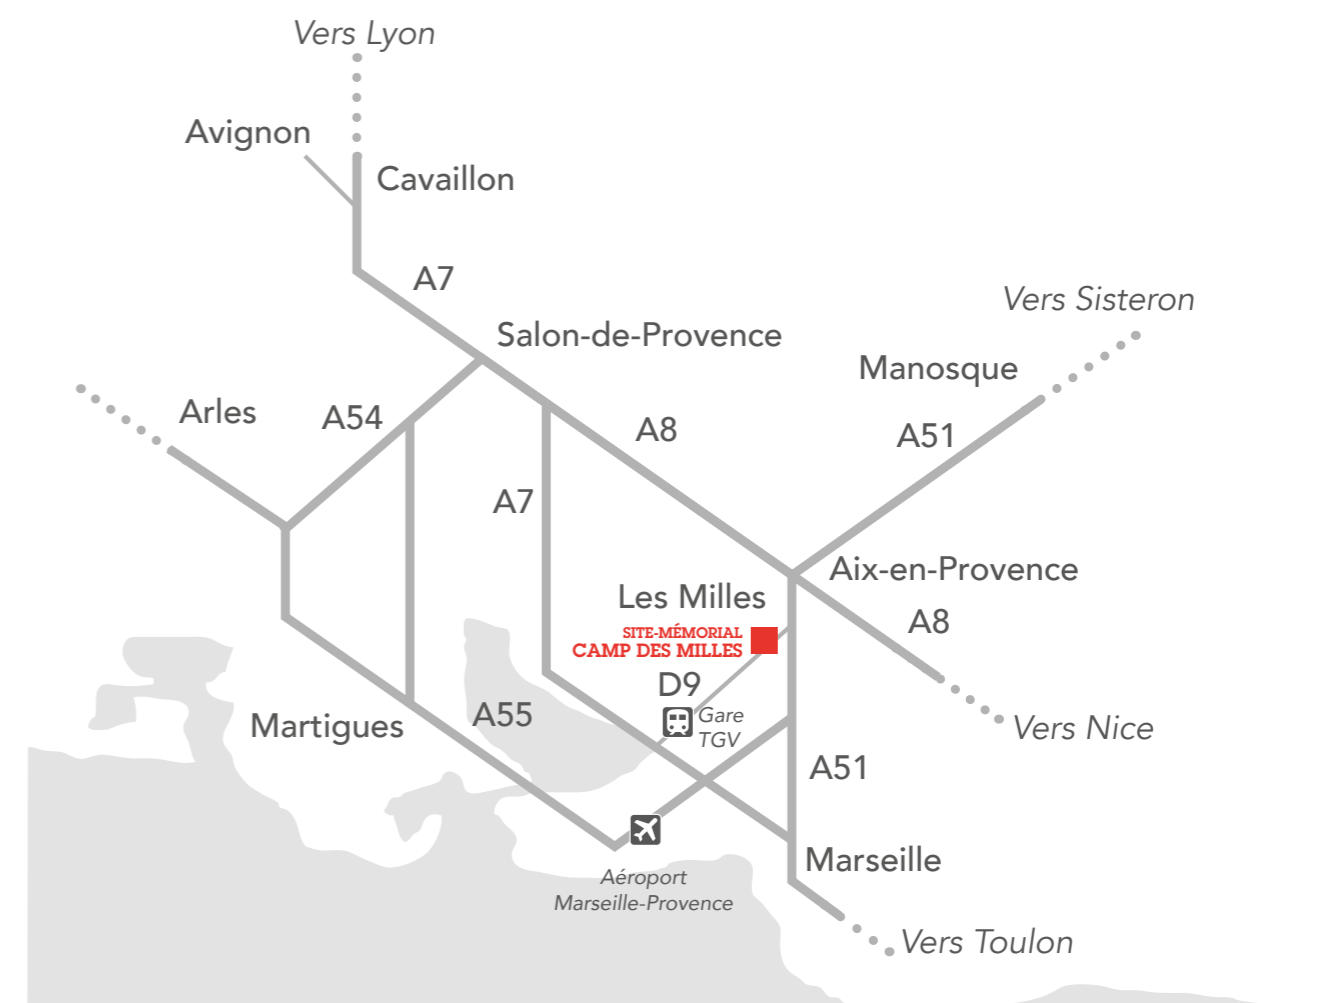 Vers Lyon
Avignon
Cavaillon
A7
Vers Sisteron
Salon-de-Provence
Manosque
Arles
A54
A8
A51
A7
Aix-en-Provence
Les Milles
A8
SITE-MÉMORIAL
CAMP DES MILLES
D9
Martigues
A55
Gare
TGV
Vers Nice
A51
Marseille
Aéroport
Marseille-Provence
Vers Toulon